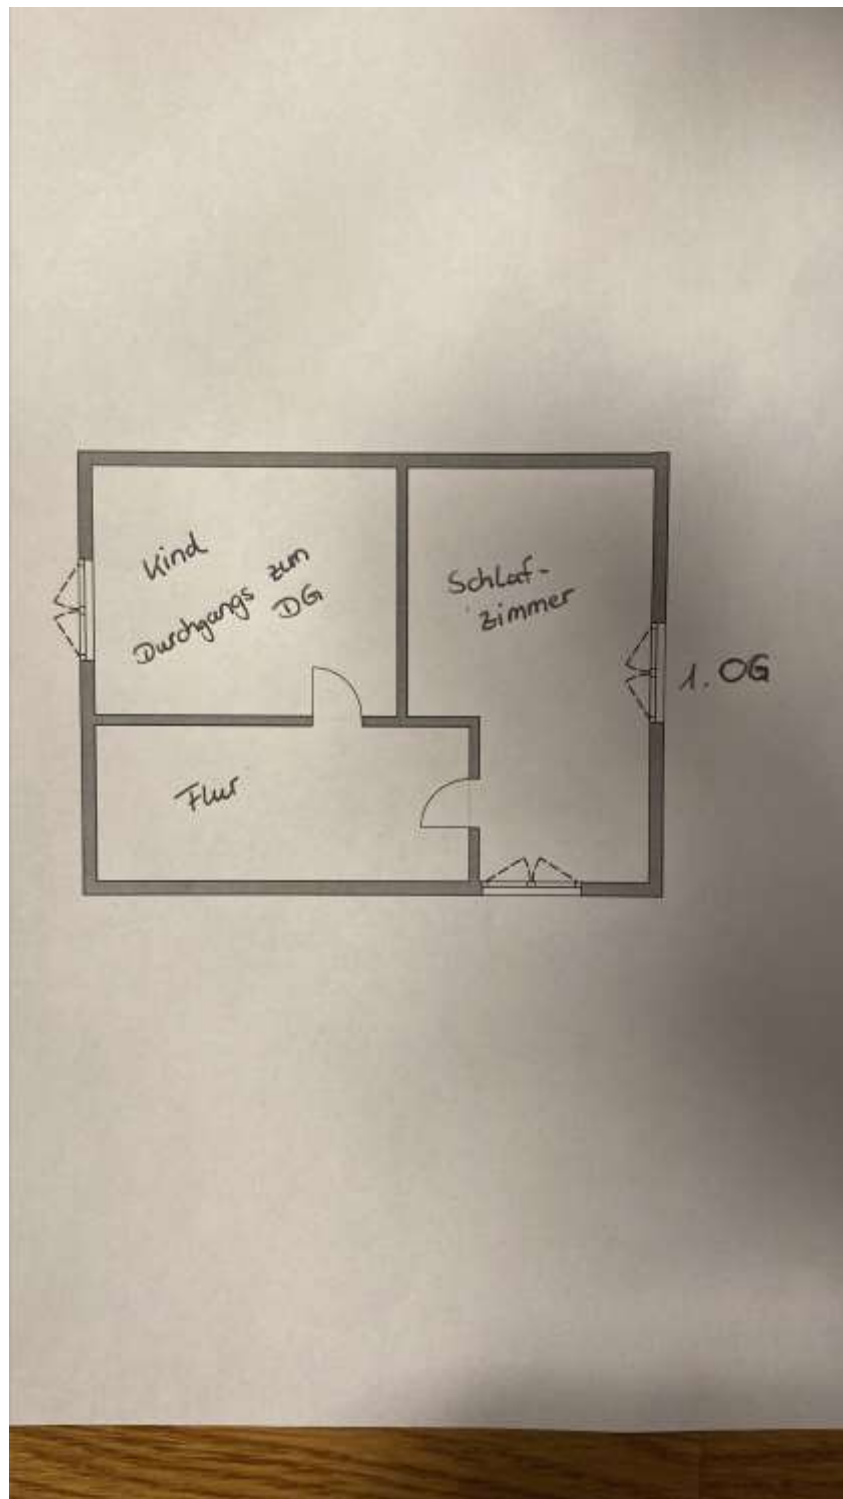 Kind
Durchgangs zum
DG
Schlaf-
zimmer
1. OG
Flur